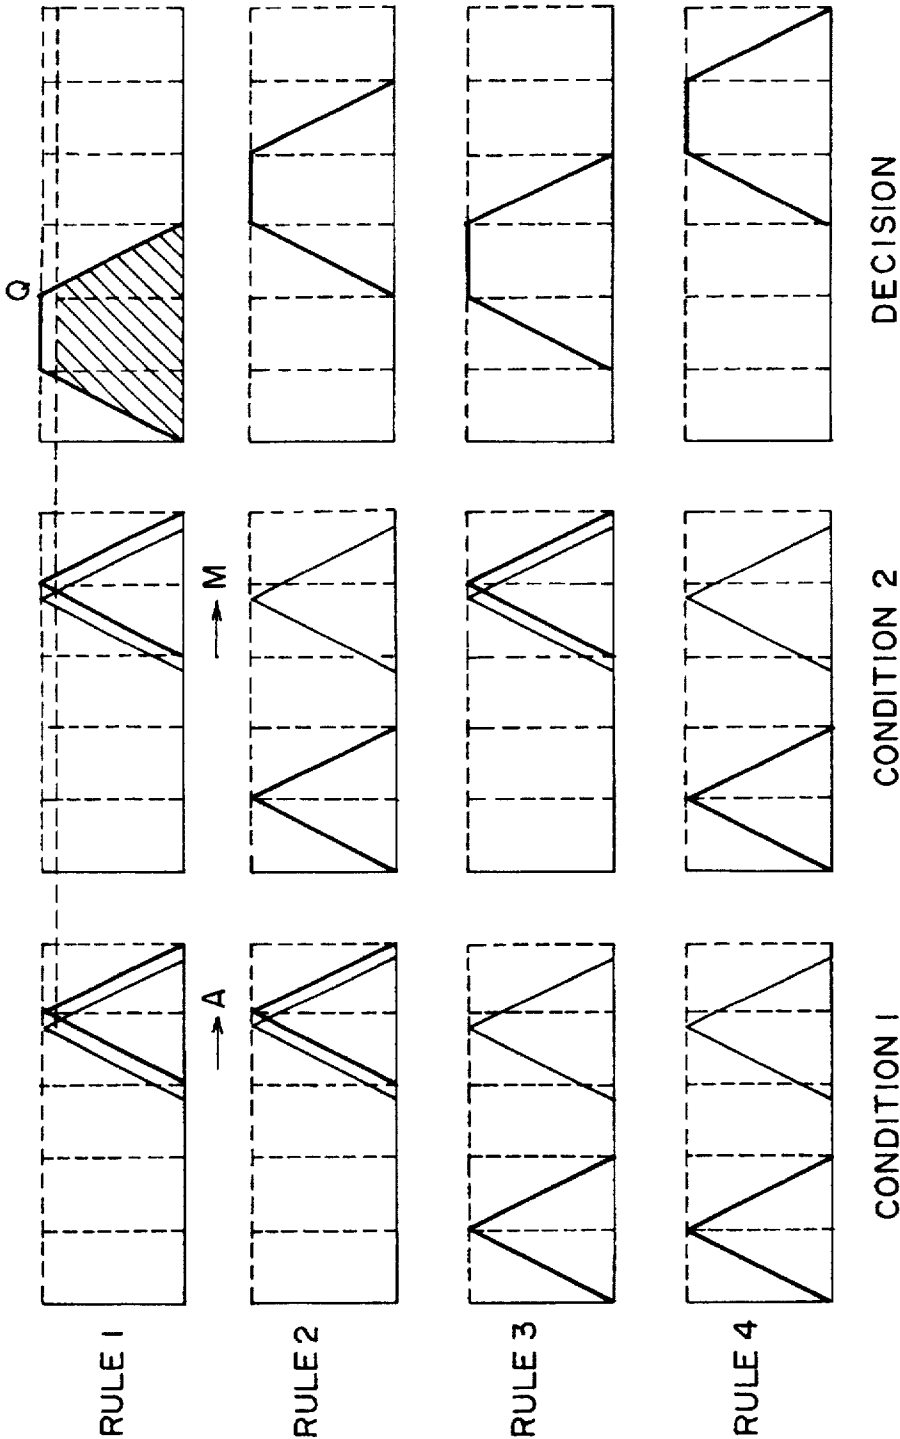 RULE 1
RULE 2
RULE 3
RULE 4
Q
→ A
→ M
CONDITION 1
CONDITION 2
DECISION